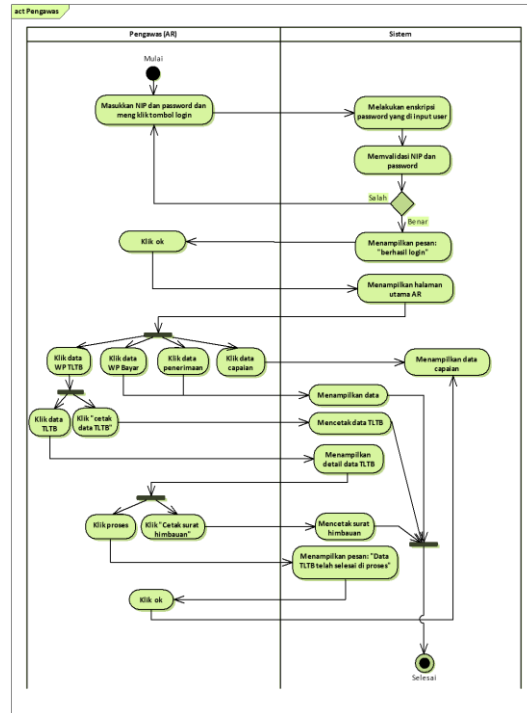 act Pengawas
Pengawas (AR)
Sistem
Mulai
Masukkan NIP dan password dan
meng klik tombol login
Melakukan enskripsi
password yang di input user
Memvalidasi NIP dan
password
Salah
Benar
Menampilkan pesan:
"berhasil login"
Klik ok
Menampilkan halaman
utama AR
Klik data
WP TLTB
Klik data
WP Bayar
Klik data
penerimaan
Klik data
capaian
Menampilkan data
capaian
Klik data
TLTB
Klik "cetak
data TLTB"
Menampilkan data
Mencetak data TLTB
Menampilkan
detail data TLTB
Klik proses
Klik "Cetak surat
himbauan"
Mencetak surat
himbauan
Menampilkan pesan: "Data
TLTB telah selesai di proses"
Klik ok
Selesai